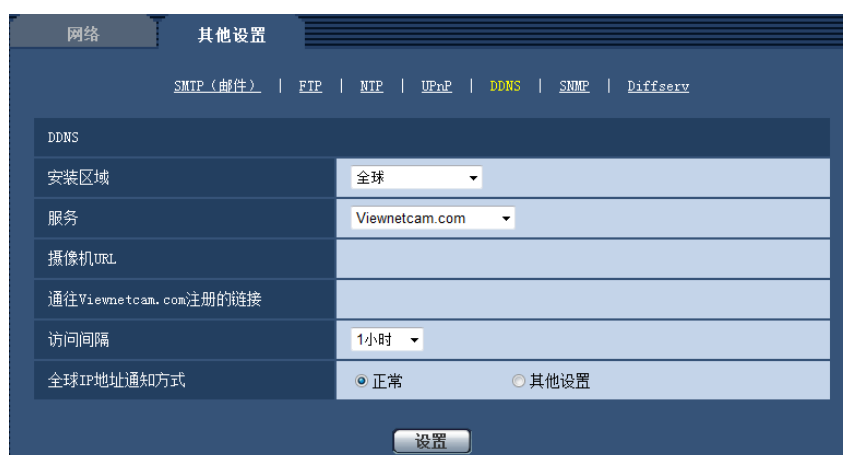 网络 其他设置
SMTP（邮件） | FTP | NTP | UPnP | DDNS | SNMP | Diffserv
DDNS
安装区域 全球
服务 Viewnetcam.com
摄像机URL
通往Viewnetcam.com注册的链接
访问间隔 1小时
全球IP地址通知方式 正常 其他设置
设置